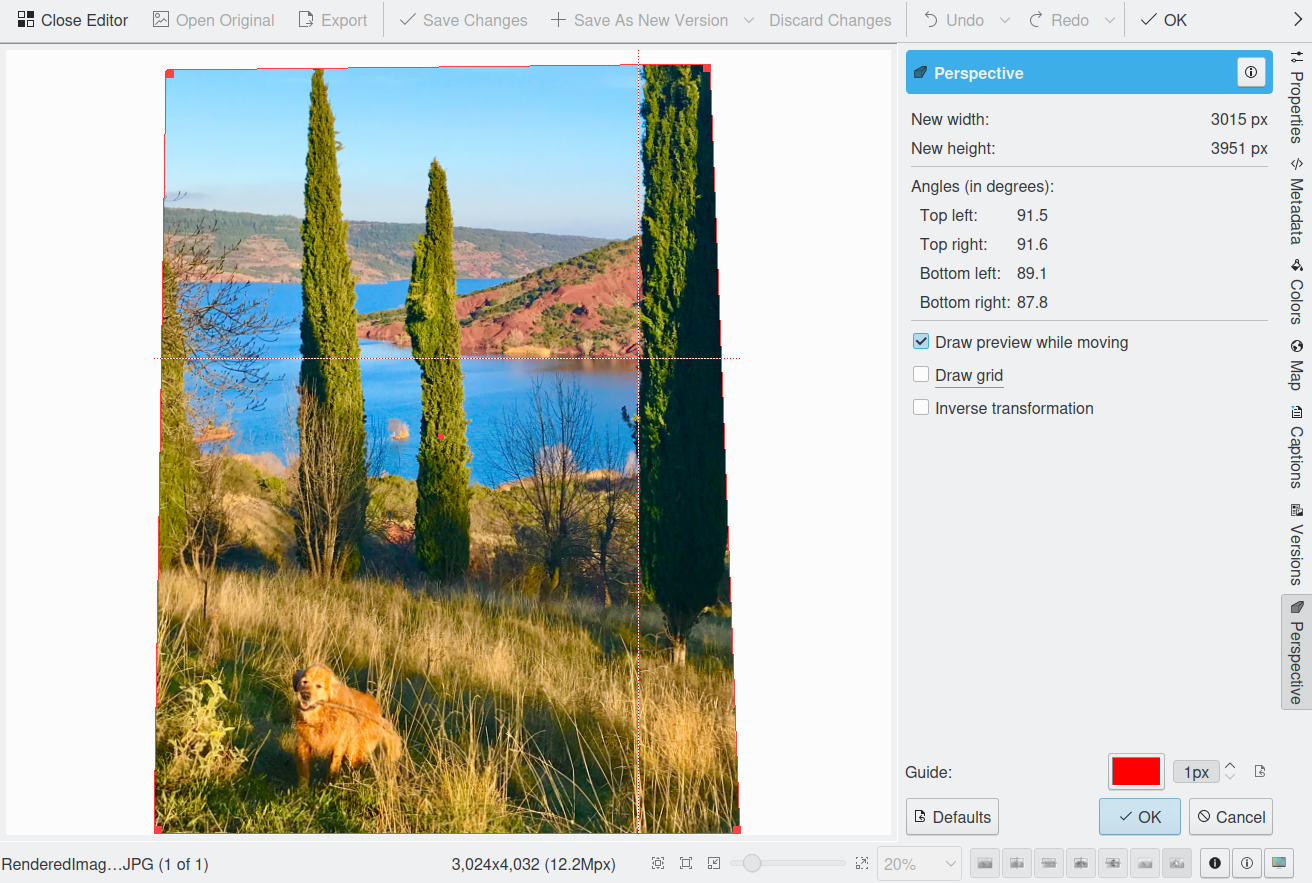 Close Editor Open Original Export Save Changes Save As New Version Discard Changes Undo Redo OK
Perspective
New width: 3015 px
New height: 3951 px
Angles (in degrees):
Top left: 91.5
Top right: 91.6
Bottom left: 89.1
Bottom right: 87.8
Draw preview while moving
Draw grid
Inverse transformation
Guide: 1px
Defaults OK Cancel
Properties
Metadata
Colors
Map
Captions
Versions
Perspective
RenderedImag...JPG (1 of 1) 3,024x4,032 (12.2Mpx) 20%